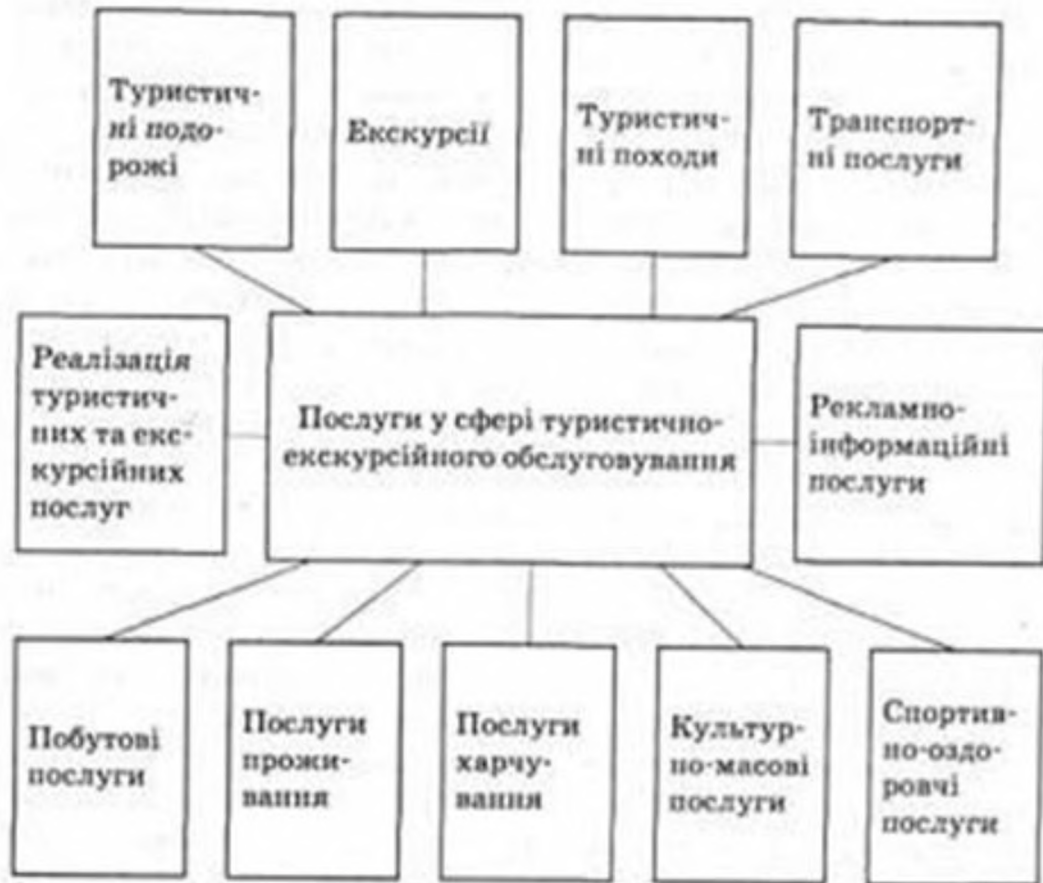 Туристич-
ні подо-
рожі
Екскурсії
Туристич-
ні походи
Транспорт-
ні послуги
Реалізація
туристич-
них та екс-
курсійних
послуг
Послуги у сфері туристично-
екскурсійного обслуговування
Рекламно-
інформаційні
послуги
Побутові
послуги
Послуги
прожи-
вання
Послуги
харчу-
вання
Культур-
но-масові
послуги
Спортив-
но-оздо-
ровчі
послуги